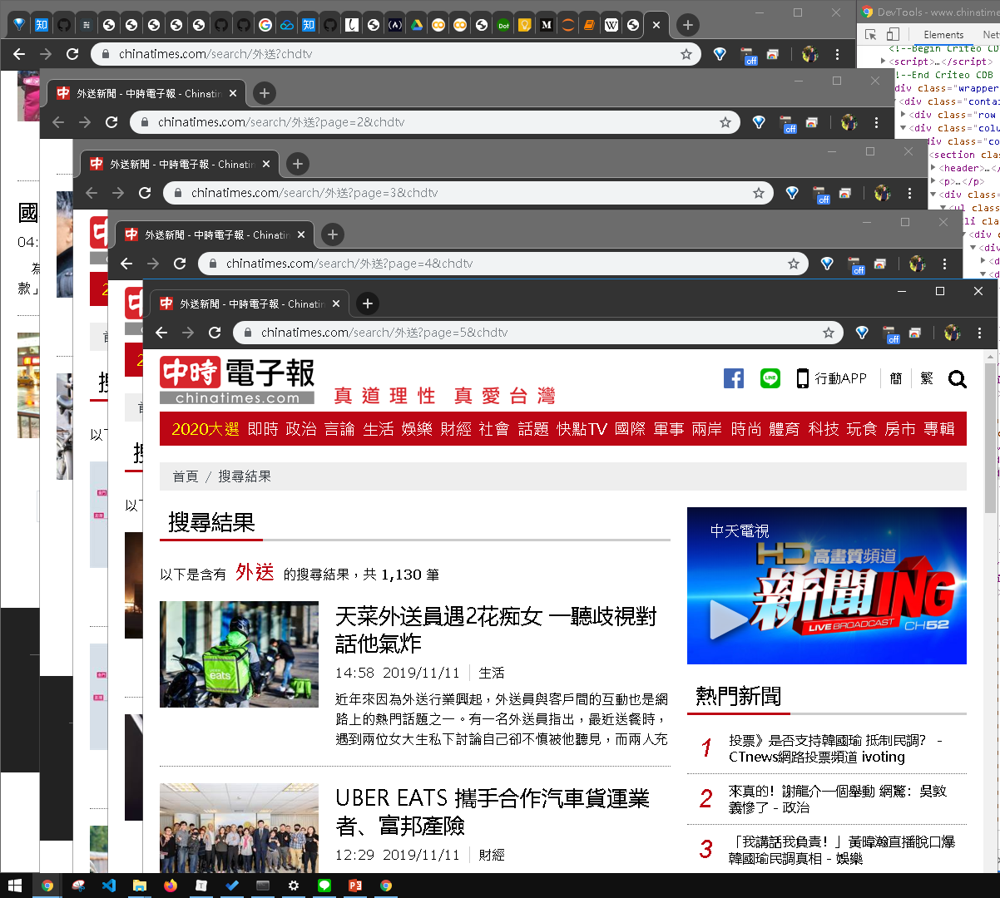 DevTools - www.chinatimes
chinatimes.com/search/外送?chdtv
off
Elements
Net
<!--Begin Criteo CD
<script>…</script>
!--End Criteo CDB
div class="wrapper
<div class="contai
<div class="row
<div class="colu
div class="co
<section class
<header>…</
<p>…</p>
<div class=
<ul clas
li clas
<div c
<div
<d
<d
外送新聞 - 中時電子報 - Chinatin
chinatimes.com/search/外送?page=2&chdtv
off
外送新聞 - 中時電子報 - Chinatin
chinatimes.com/search/外送?page=3&chdtv
off
國
04:
款」
外送新聞 - 中時電子報 - Chinatin
chinatimes.com/search/外送?page=4&chdtv
off
外送新聞 - 中時電子報 - Chinatin
chinatimes.com/search/外送?page=5&chdtv
off
中時 電子報
chinatimes.com
真道理性 真愛台灣
行動APP 簡 繁
2020大選 即時 政治 言論 生活 娛樂 財經 社會 話題 快點TV 國際 軍事 兩岸 時尚 體育 科技 玩食 房市 專輯
首頁 / 搜尋結果
搜尋結果
以下是含有 外送 的搜尋結果，共 1,130 筆
天菜外送員遇2花痴女 一聽歧視對
話他氣炸
14:58 2019/11/11 生活
近年來因為外送行業興起，外送員與客戶間的互動也是網
路上的熱門話題之一。有一名外送員指出，最近送餐時，
遇到兩位女大生私下討論自己卻不慎被他聽見，而兩人充
UBER EATS 攜手合作汽車貨運業
者、富邦產險
12:29 2019/11/11 財經
中天電視
HD 高畫質頻道
新聞ING
LIVE BROADCAST CH52
熱門新聞
1 投票》是否支持韓國瑜 抵制民調？ -
CTnews網路投票頻道 ivoting
2 來真的！謝龍介一個舉動 網驚：吳敦
義慘了 - 政治
3 「我講話我負責！」黃暐瀚直播脫口爆
韓國瑜民調真相 - 娛樂